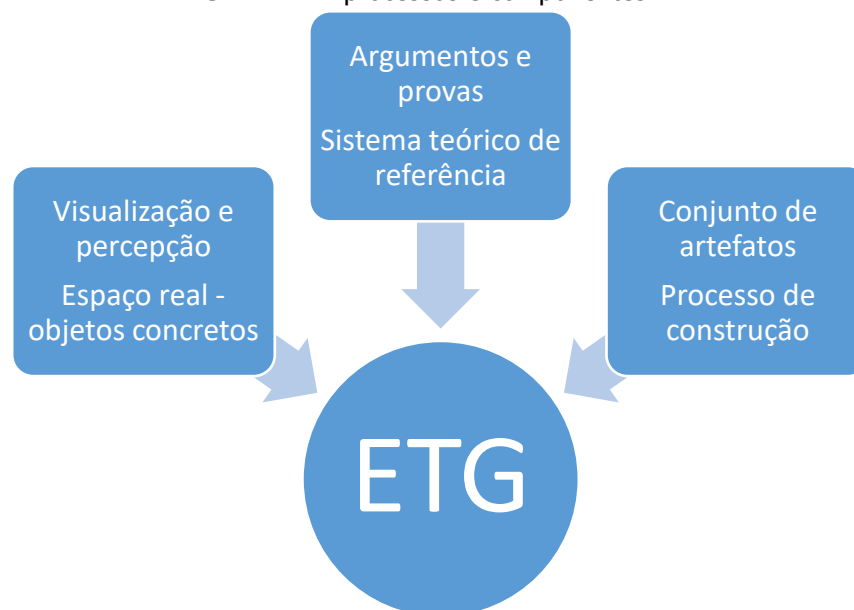 Argumentos e
provas
Sistema teórico de
referência
Visualização e
percepção
Espaço real -
objetos concretos
Conjunto de
artefatos
Processo de
construção
ETG